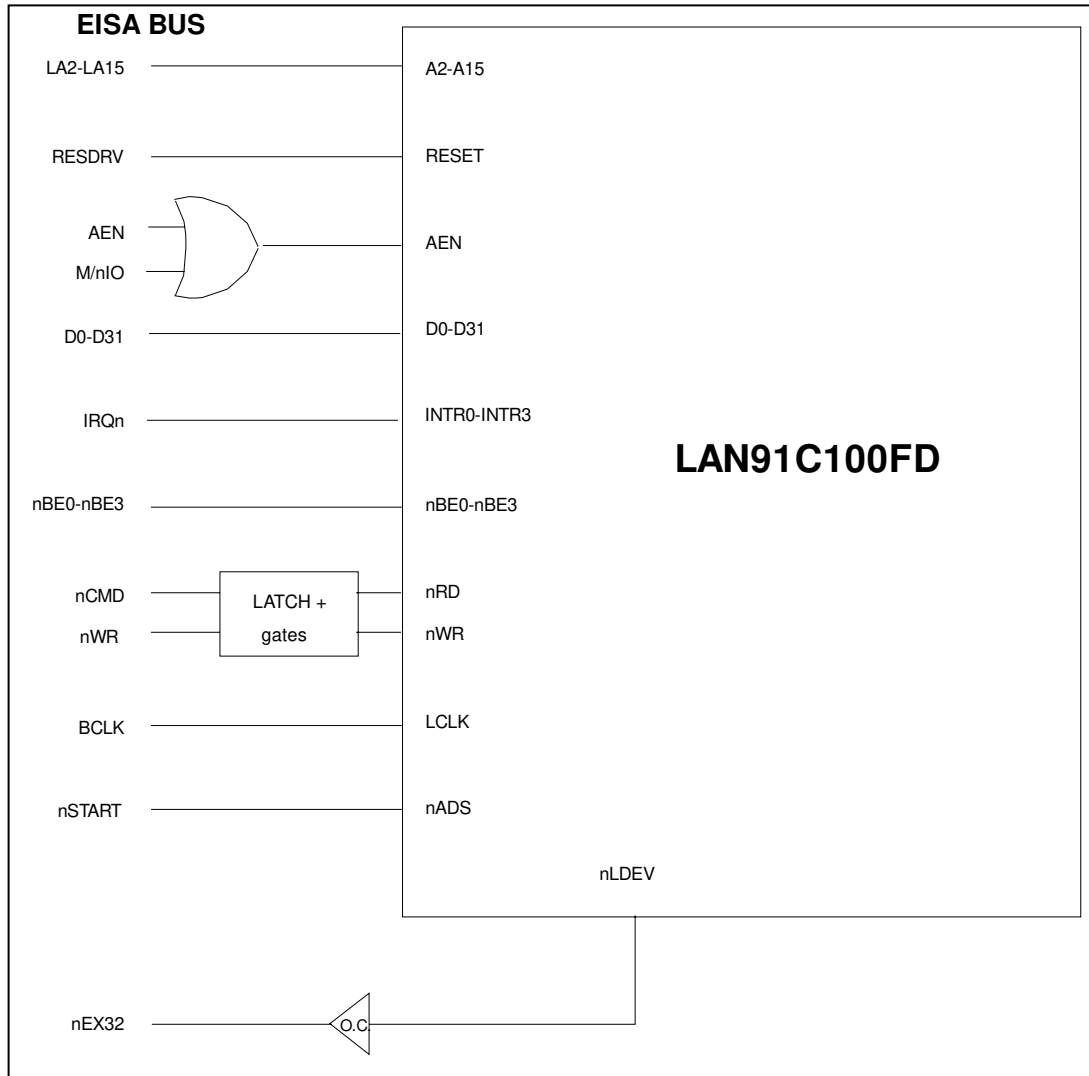 EISA BUS
LA2-LA15
A2-A15
RESDRV
RESET
AEN
M/nIO
AEN
D0-D31
D0-D31
IRQn
INTR0-INTR3
LAN91C100FD
nBE0-nBE3
nBE0-nBE3
nCMD
nWR
LATCH +
gates
nRD
nWR
BCLK
LCLK
nSTART
nADS
nLDEV
nEX32
O.C.